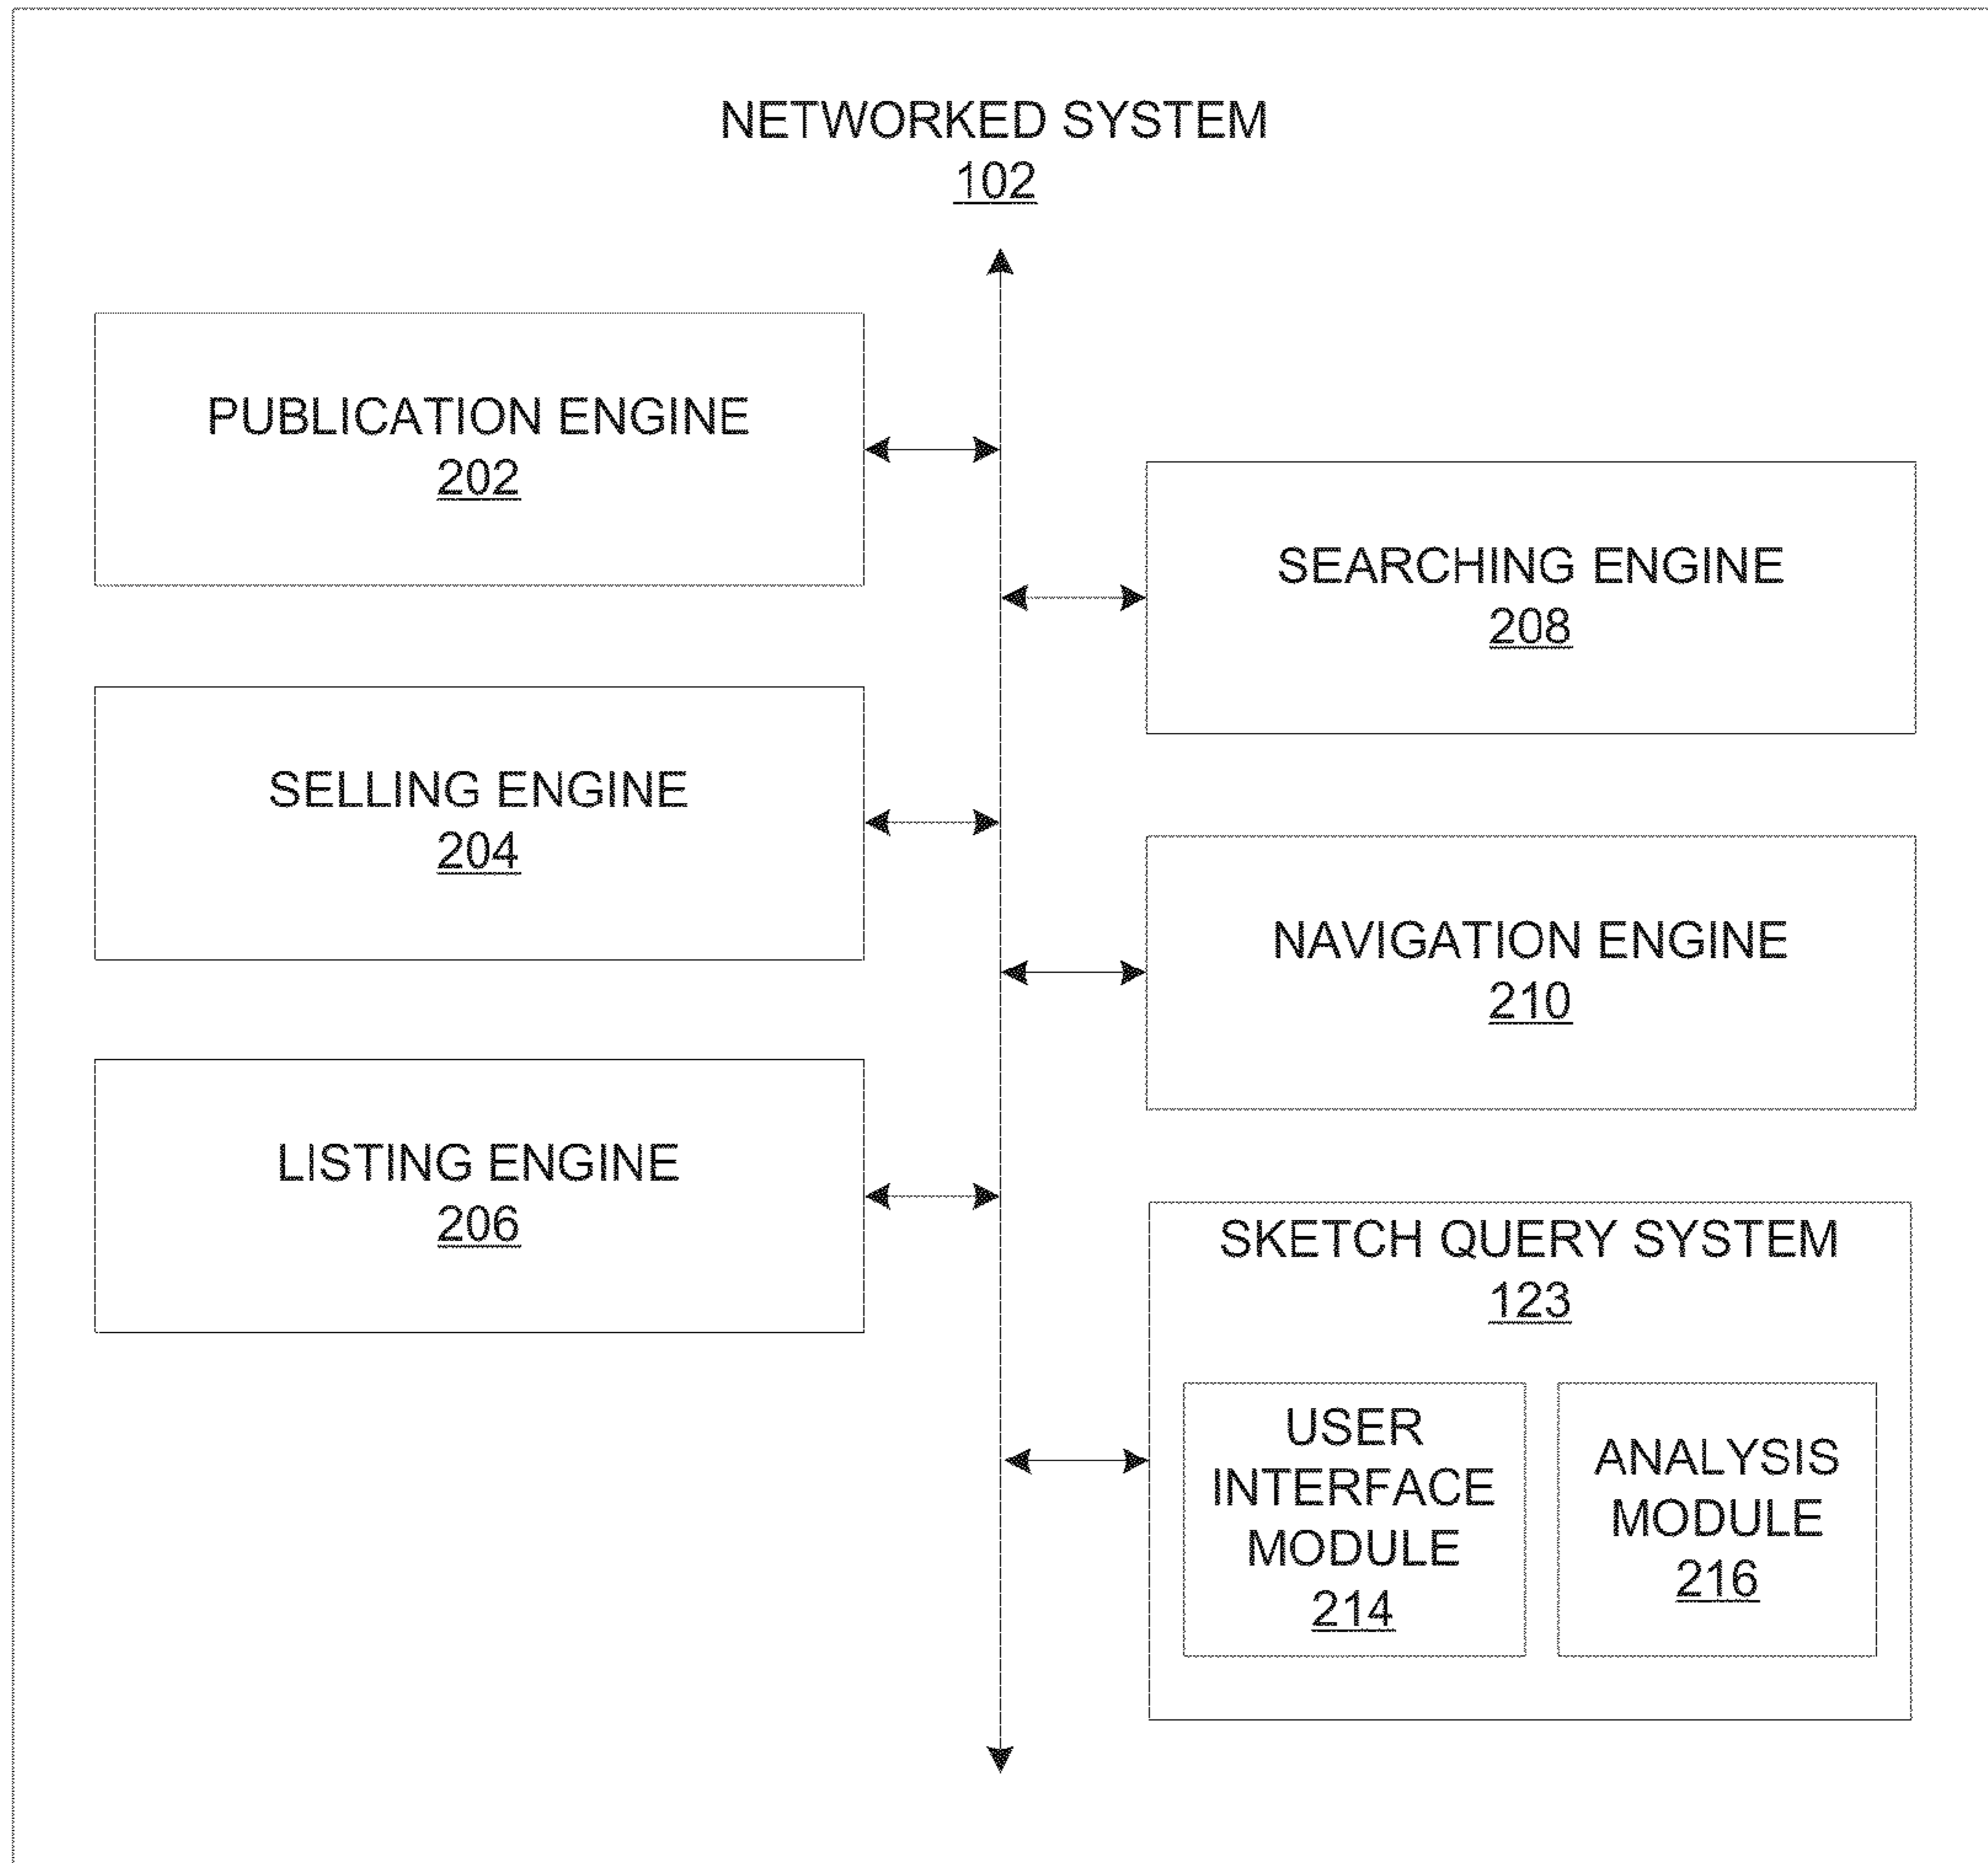 NETWORKED SYSTEM
102
PUBLICATION ENGINE
202
SEARCHING ENGINE
208
SELLING ENGINE
204
NAVIGATION ENGINE
210
LISTING ENGINE
206
SKETCH QUERY SYSTEM
123
USER
INTERFACE
MODULE
214
ANALYSIS
MODULE
216